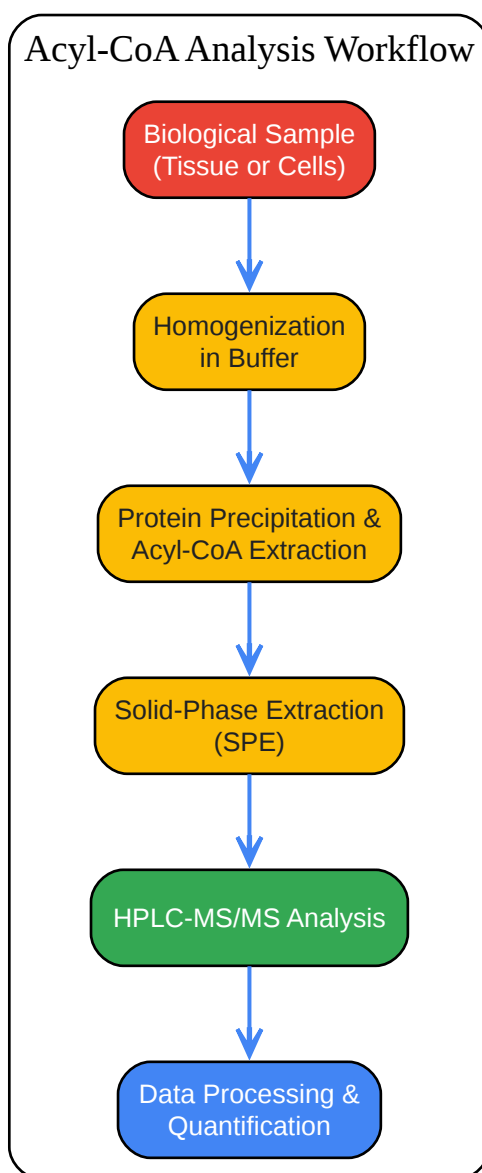 Acyl-CoA Analysis Workflow
Biological Sample
(Tissue or Cells)
Homogenization
in Buffer
Protein Precipitation &
Acyl-CoA Extraction
Solid-Phase Extraction
(SPE)
HPLC-MS/MS Analysis
Data Processing &
Quantification